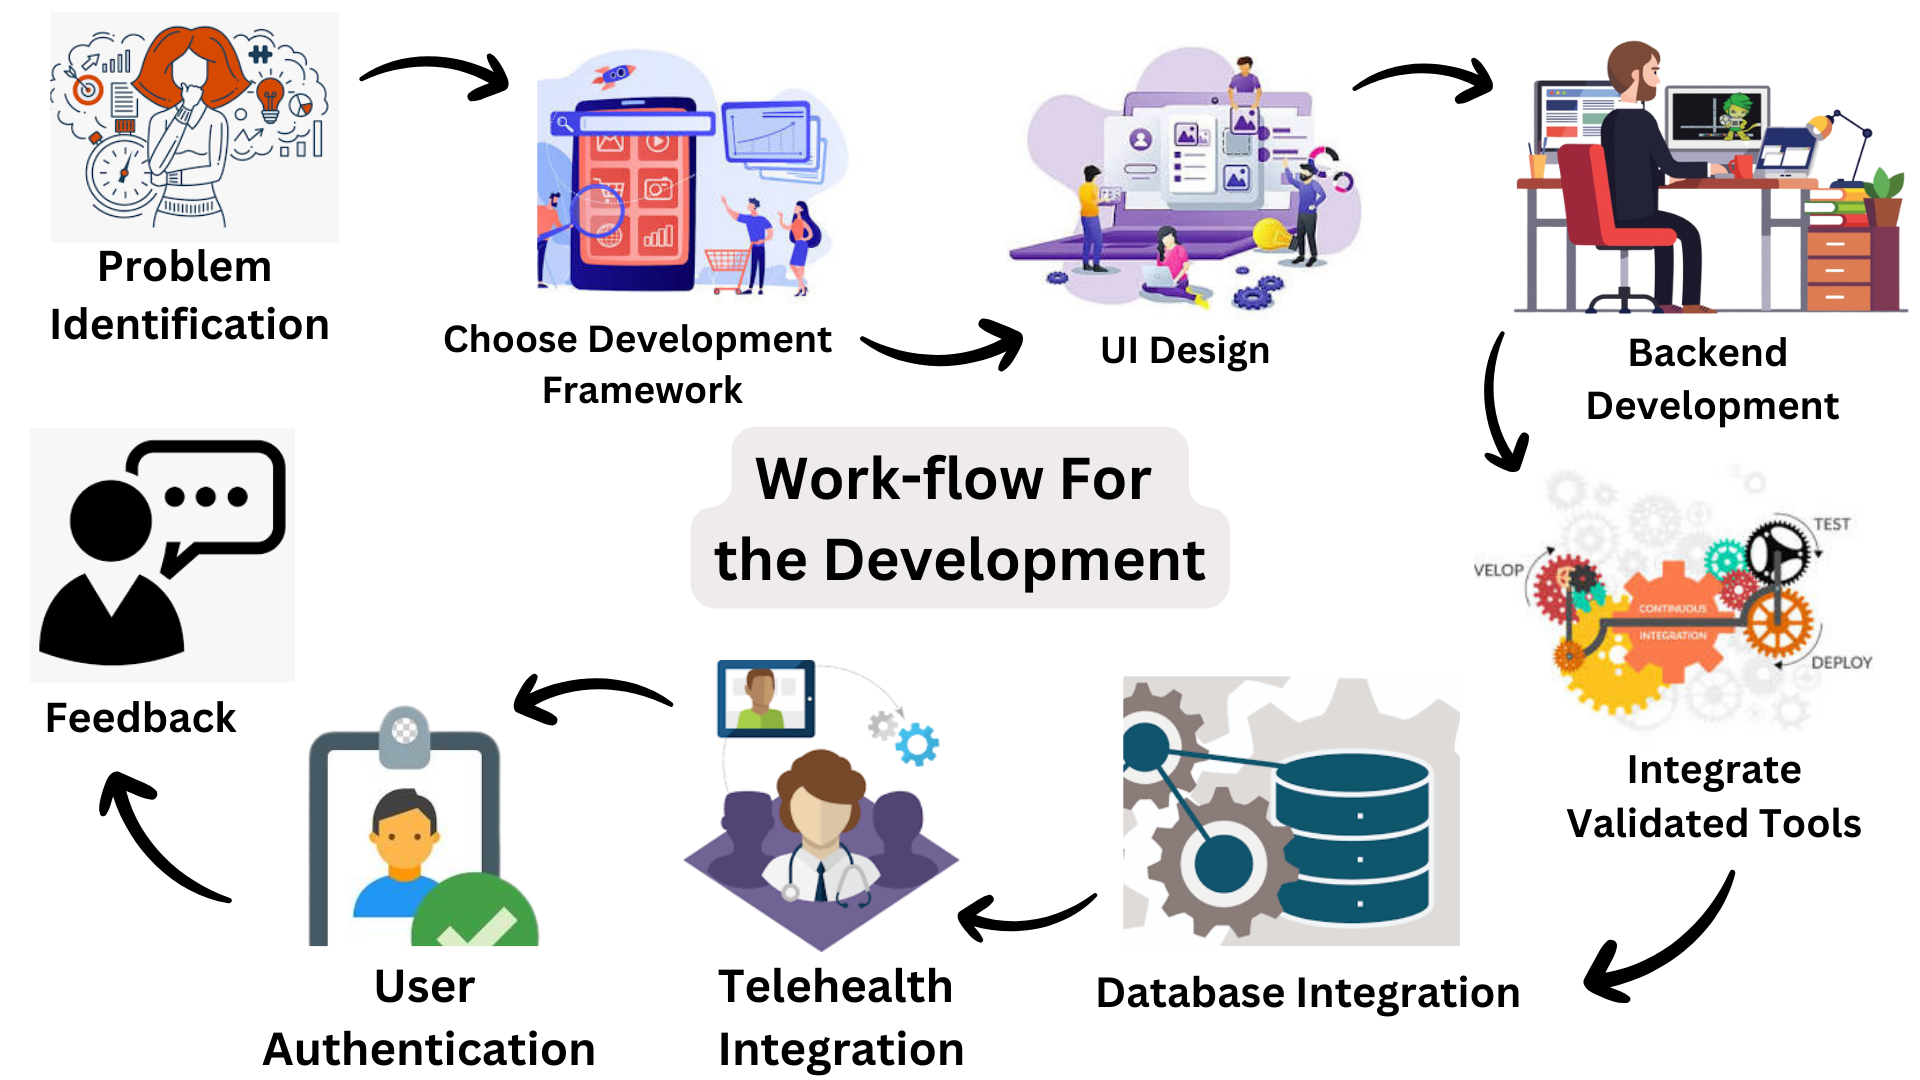 Problem
Identification
Choose Development
Framework
UI Design
Backend
Development
Work-flow For
the Development
TEST
VELOP
CONTINUOUS
INTEGRATION
DEPLOY
Integrate
Validated Tools
Database Integration
Telehealth
Integration
User
Authentication
Feedback